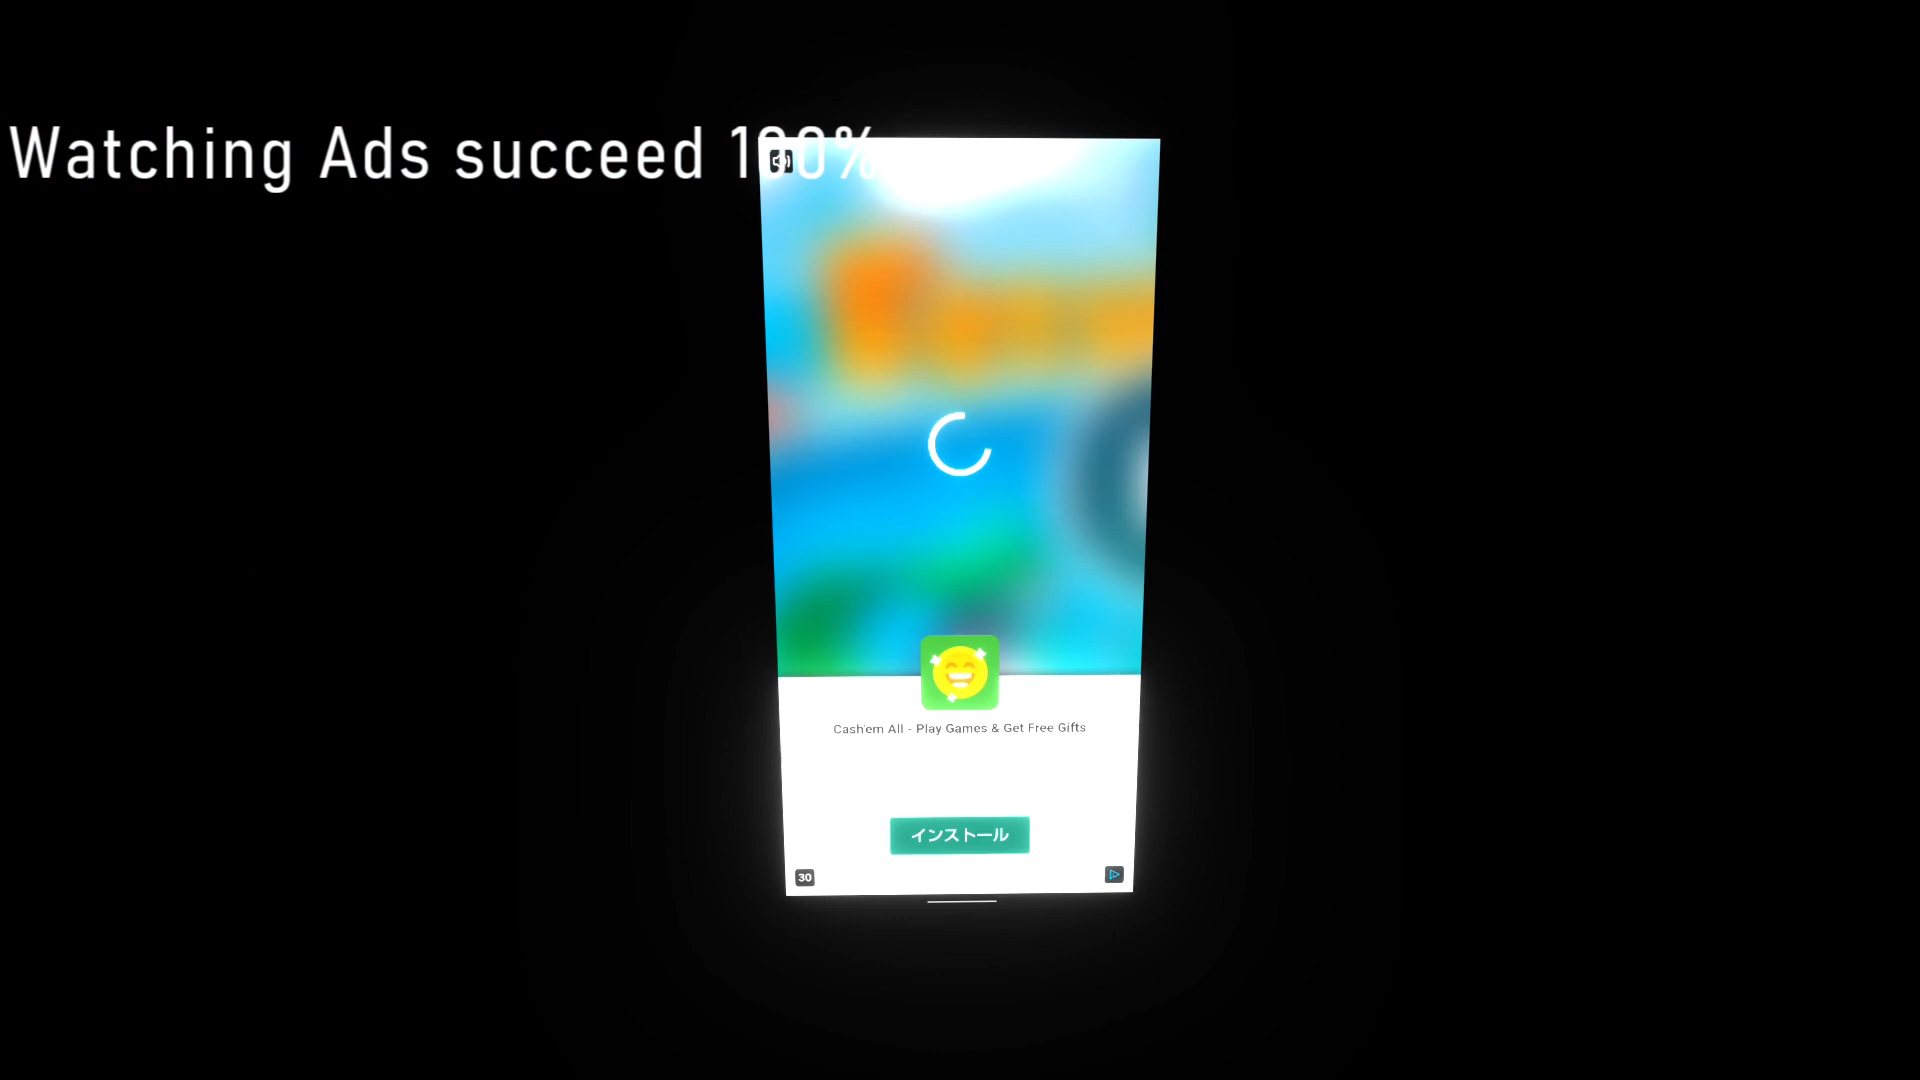 Watching Ads succeed 100%
Cash'em All - Play Games & Get Free Gifts
インストール
30